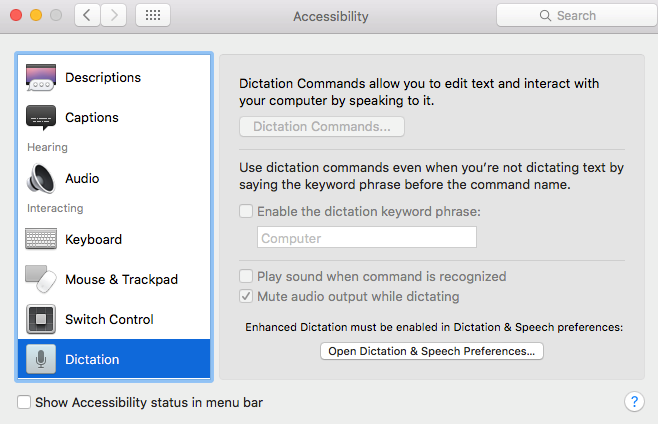 Accessibility
Search
Descriptions
Captions
Hearing
Audio
Interacting
Keyboard
Mouse & Trackpad
Switch Control
Dictation
Dictation Commands allow you to edit text and interact with
your computer by speaking to it.
Dictation Commands...
Use dictation commands even when you're not dictating text by
saying the keyword phrase before the command name.
Enable the dictation keyword phrase:
Computer
Play sound when command is recognized
Mute audio output while dictating
Enhanced Dictation must be enabled in Dictation & Speech preferences:
Open Dictation & Speech Preferences...
Show Accessibility status in menu bar
?